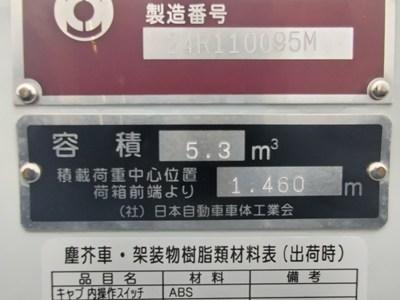 製造番号
24R110095M
容積 5.3 m³
積載荷重中心位置
荷箱前端より 1.460 m
（社）日本自動車車体工業会
塵芥車・架装物樹脂類材料表（出荷時）
品目名 材料 備考
キャブ内操作スイッチ ABS